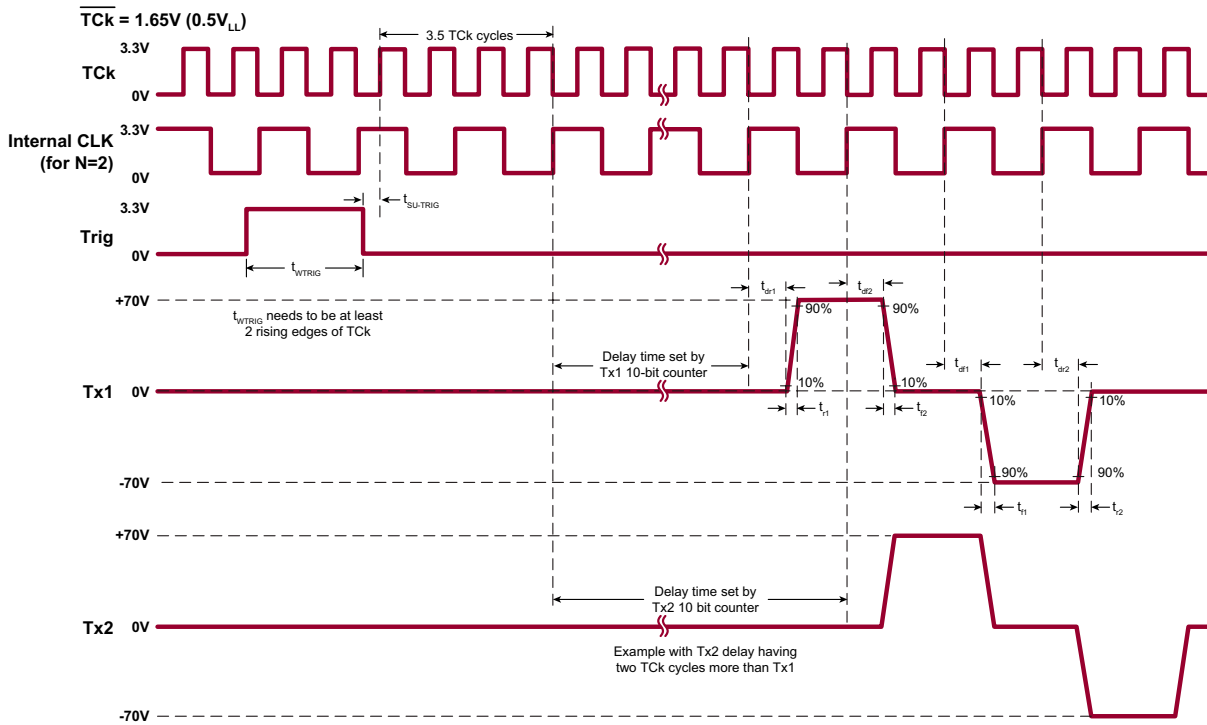 TCk = 1.65V (0.5VLL)
3.5 TCk cycles
3.3V
TCk
0V
3.3V
Internal CLK
(for N=2)
0V
tSU-TRIG
3.3V
Trig
0V
tWTRIG
+70V
tdr1
tdf2
90%
90%
tWTRIG needs to be at least
2 rising edges of TCk
Delay time set by
Tx1 10-bit counter
tdf1
tdr2
Tx1
0V
10%
10%
10%
10%
tr1
tf2
90%
90%
-70V
tf1
tr2
+70V
Delay time set by
Tx2 10 bit counter
Tx2
0V
Example with Tx2 delay having
two TCk cycles more than Tx1
-70V